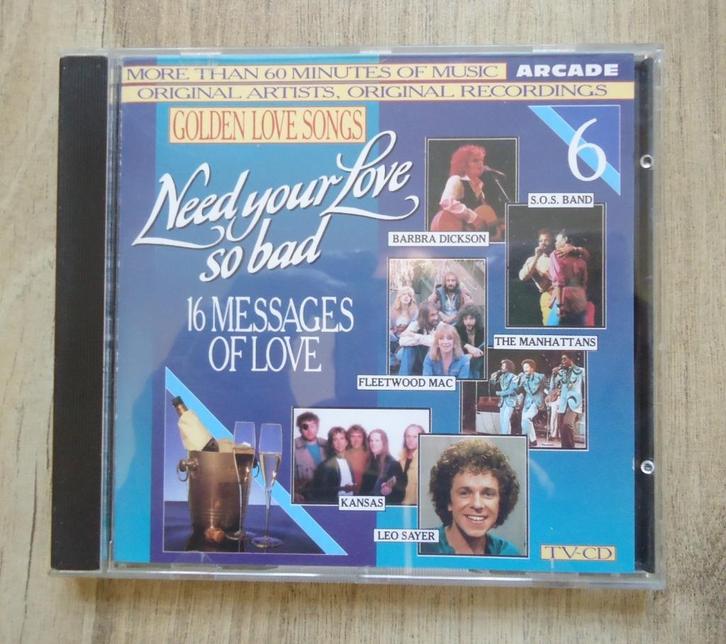 MORE THAN 60 MINUTES OF MUSIC ARCADE
ORIGINAL ARTISTS, ORIGINAL RECORDINGS
GOLDEN LOVE SONGS
6
Need your Love
so bad
16 MESSAGES
OF LOVE
S.O.S. BAND
BARBRA DICKSON
THE MANHATTANS
FLEETWOOD MAC
KANSAS
LEO SAYER
TV-CD